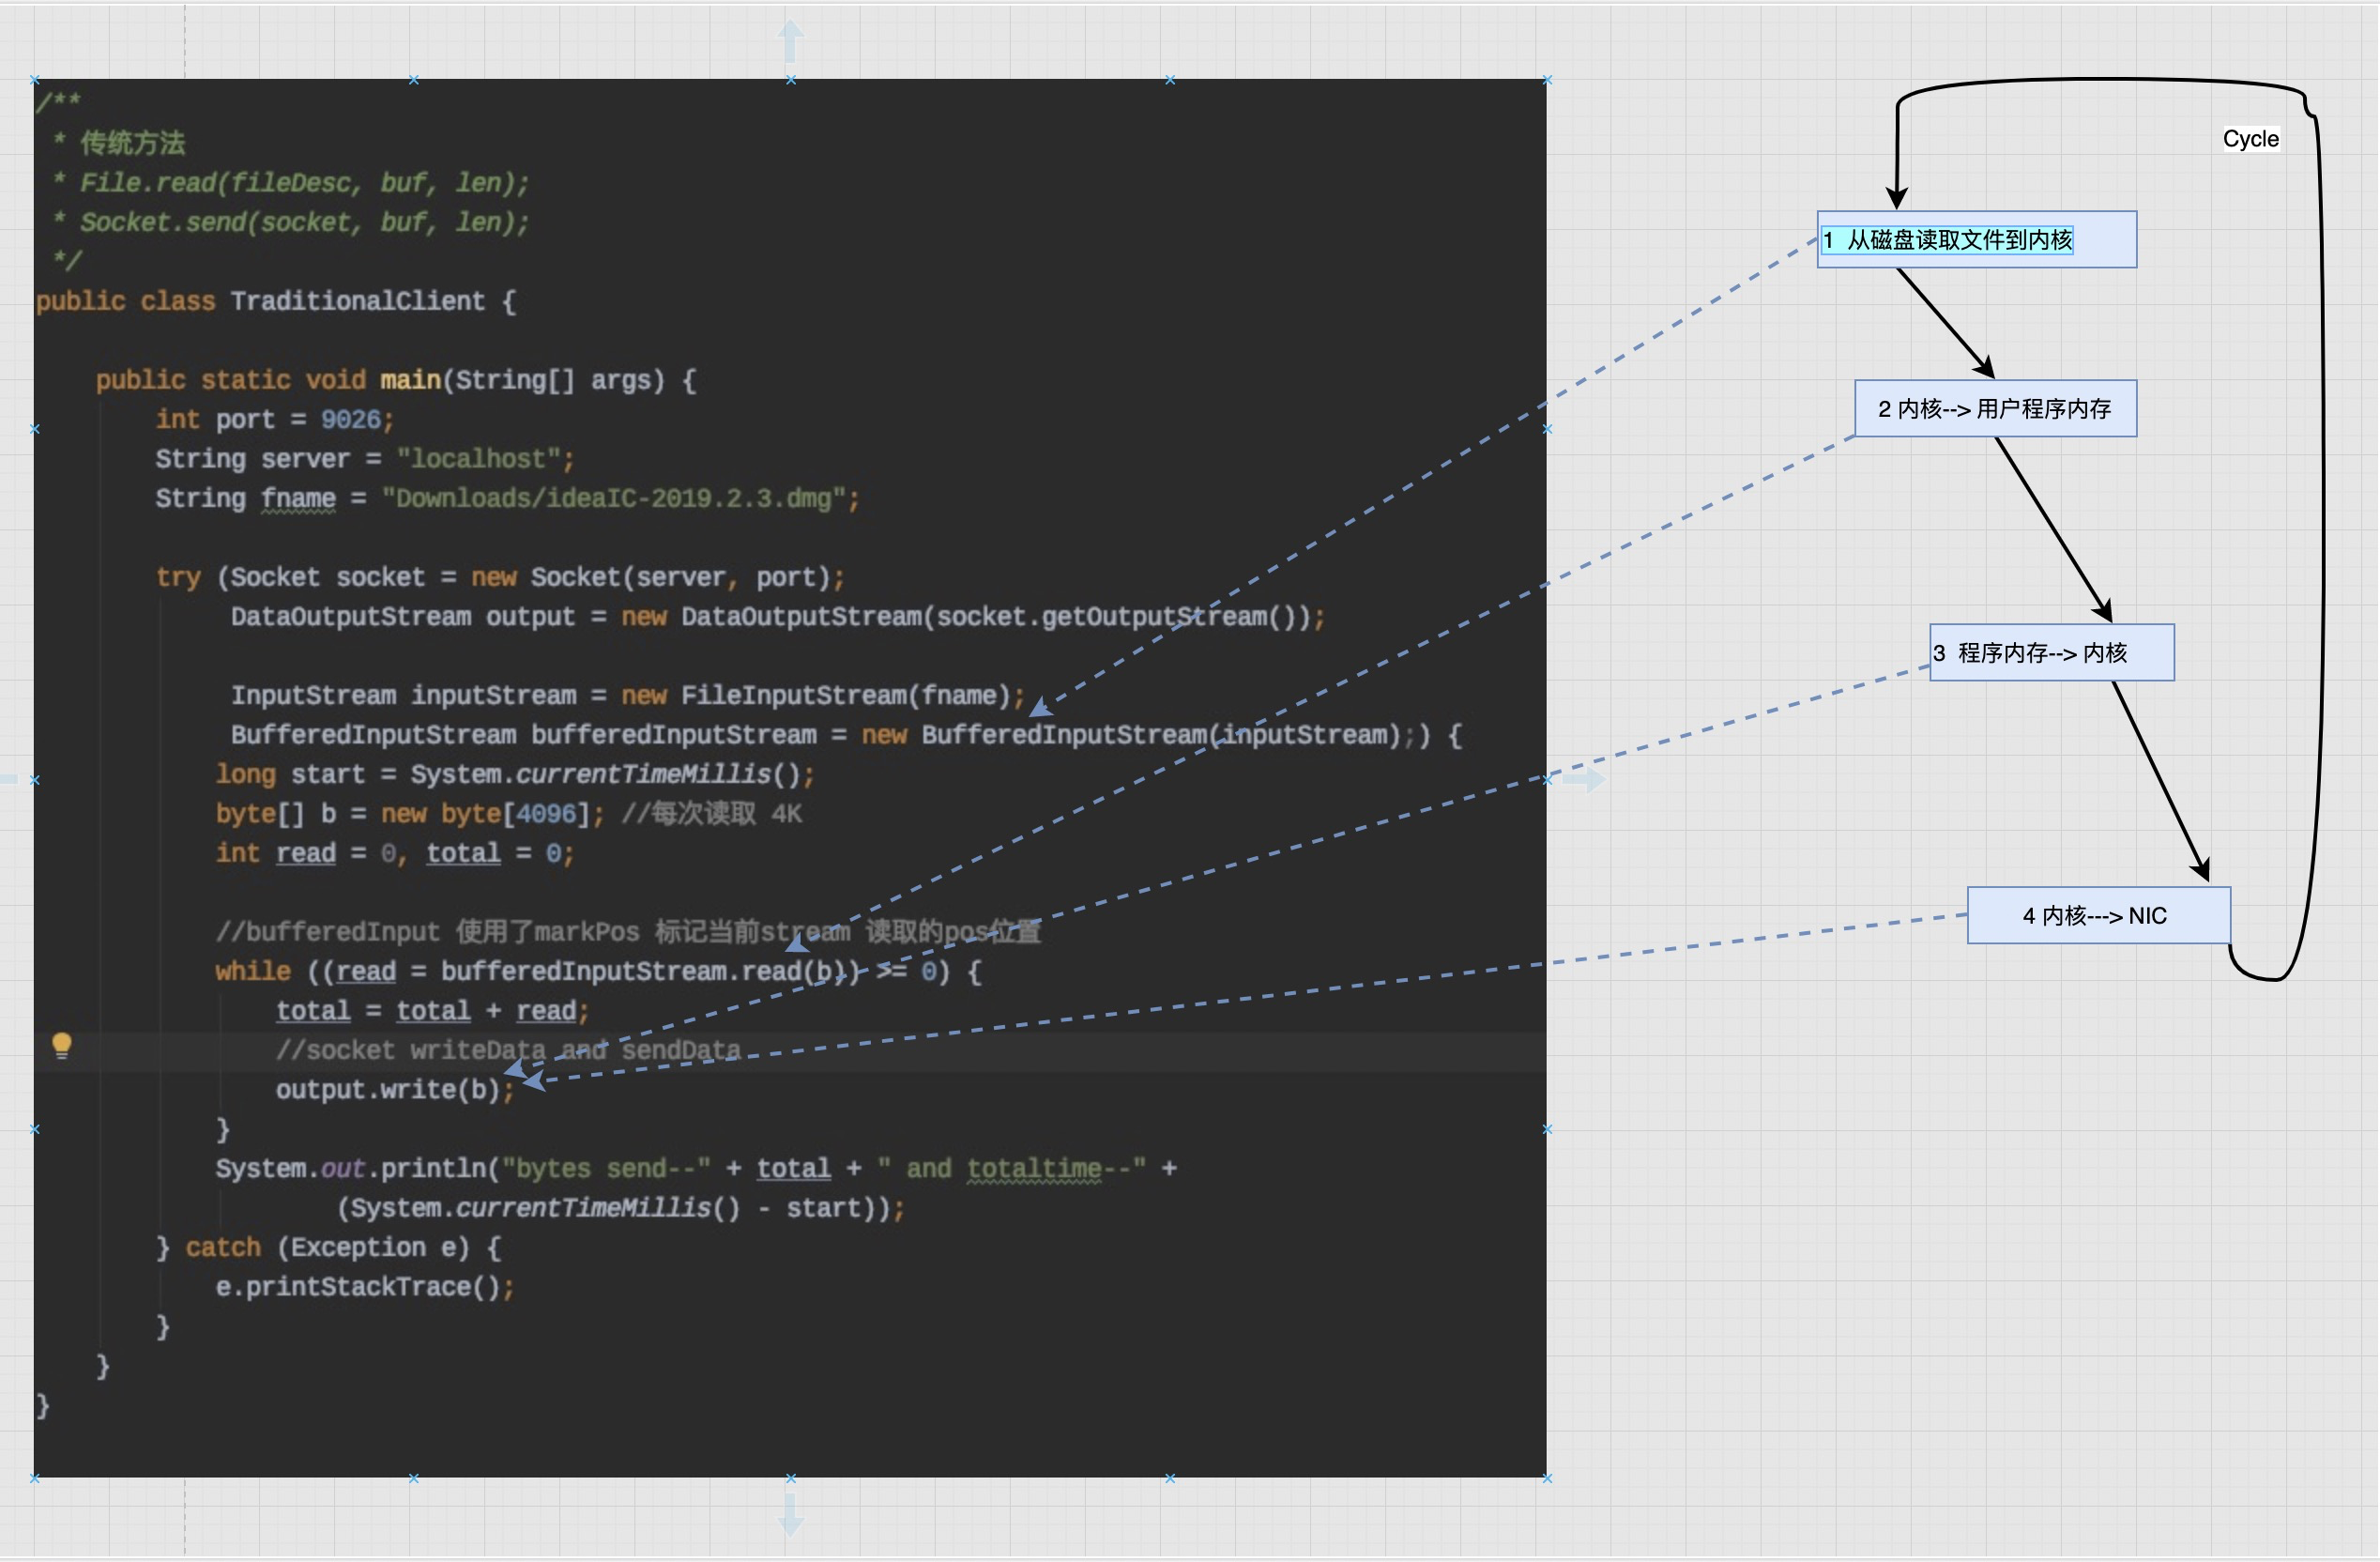 /**
 * 传统方法
 * File.read(fileDesc, buf, len);
 * Socket.send(socket, buf, len);
 */
public class TraditionalClient {
    public static void main(String[] args) {
        int port = 9026;
        String server = "localhost";
        String fname = "Downloads/ideaIC-2019.2.3.dmg";
        try (Socket socket = new Socket(server, port);
             DataOutputStream output = new DataOutputStream(socket.getOutputStream());
             InputStream inputStream = new FileInputStream(fname);
             BufferedInputStream bufferedInputStream = new BufferedInputStream(inputStream);) {
            long start = System.currentTimeMillis();
            byte[] b = new byte[4096]; //每次读取 4K
            int read = 0, total = 0;
            //bufferedInput 使用了markPos 标记当前stream 读取的pos位置
            while ((read = bufferedInputStream.read(b)) >= 0) {
                total = total + read;
                //socket writeData and sendData
                output.write(b);
            }
            System.out.println("bytes send--" + total + " and totaltime--" +
                    (System.currentTimeMillis() - start));
        } catch (Exception e) {
            e.printStackTrace();
        }
    }
}
Cycle
1 从磁盘读取文件到内核
2 内核--> 用户程序内存
3 程序内存--> 内核
4 内核---> NIC